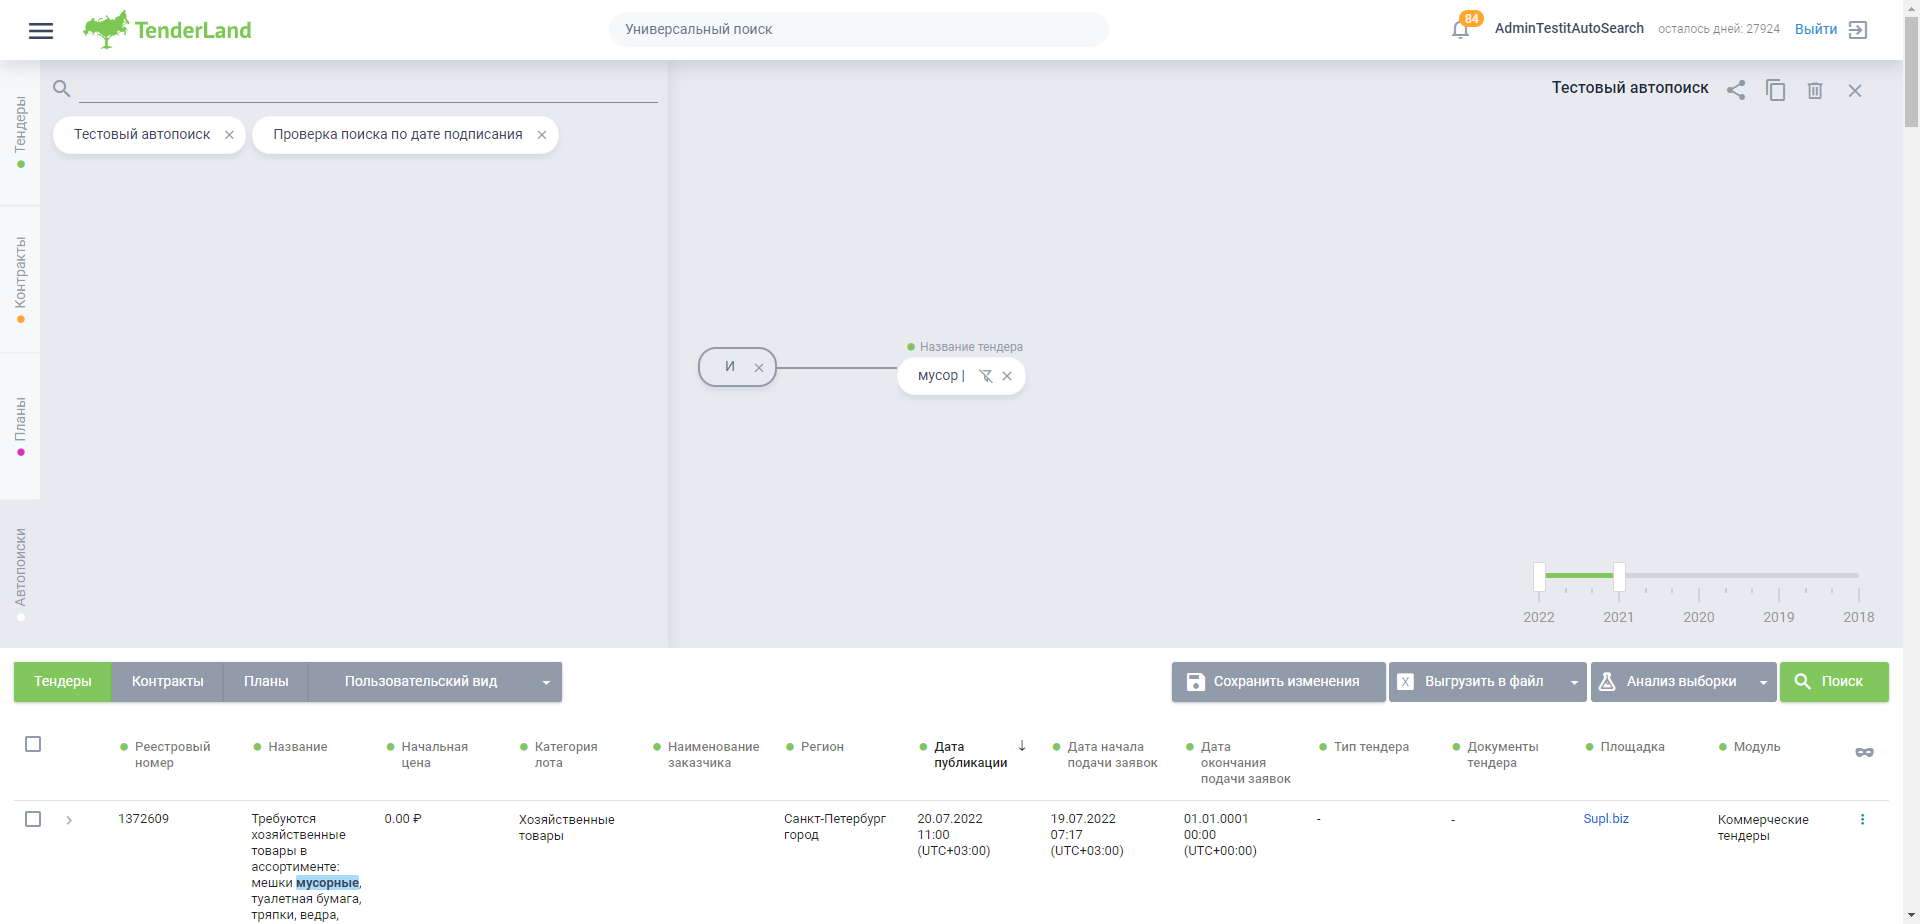 TenderLand
Универсальный поиск
84
AdminTestitAutoSearch
осталось дней: 27924
Выйти
Тендеры
Контракты
Планы
Автопоиски
Тестовый автопоиск
Проверка поиска по дате подписания
Тестовый автопоиск
И
Название тендера
мусор |
2022
2021
2020
2019
2018
Тендеры
Контракты
Планы
Пользовательский вид
Сохранить изменения
X
Выгрузить в файл
Анализ выборки
Поиск
Реестровый
номер
Название
Начальная
цена
Категория
лота
Наименование
заказчика
Регион
Дата
публикации
Дата начала
подачи заявок
Дата
окончания
подачи заявок
Тип тендера
Документы
тендера
Площадка
Модуль
1372609
Требуются
хозяйственные
товары в
ассортименте:
мешки мусорные,
туалетная бумага,
тряпки, ведра,
0.00 ₽
Хозяйственные
товары
Санкт-Петербург
город
20.07.2022
11:00
(UTC+03:00)
19.07.2022
07:17
(UTC+03:00)
01.01.0001
00:00
(UTC+00:00)
-
-
Supl.biz
Коммерческие
тендеры